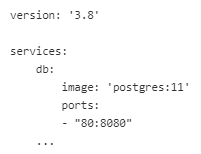 version: '3.8'
services:
db:
image: 'postgres:11'
ports:
- "80:8080"
...